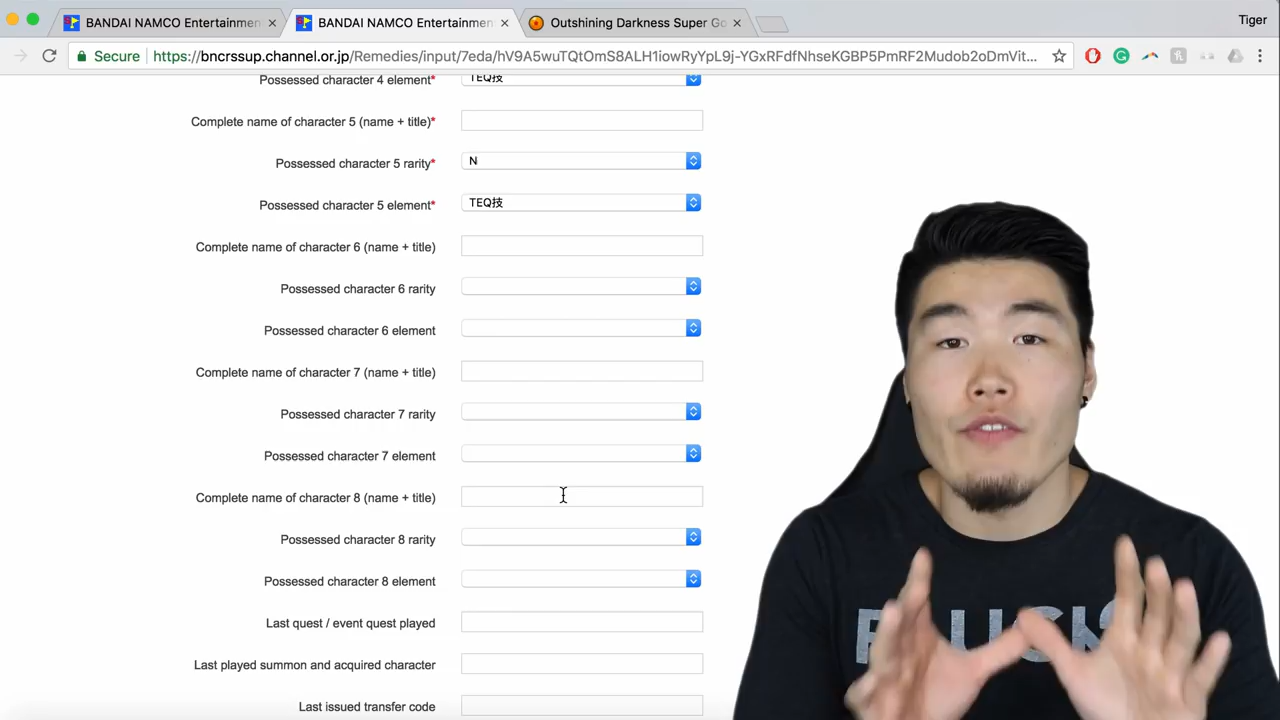 BANDAI NAMCO Entertainmen
BANDAI NAMCO Entertainmen
Outshining Darkness Super Go
Tiger
Secure
https://bncrssup.channel.or.jp/Remedies/input/7eda/hV9A5wuTQtOmS8ALH1iowRyYpL9j-YGxRFdfNhseKGBP5PmRF2Mudob2oDmVit...
Possessed character 4 element*
TEQ技
Complete name of character 5 (name + title)*
Possessed character 5 rarity*
N
Possessed character 5 element*
TEQ技
Complete name of character 6 (name + title)
Possessed character 6 rarity
Possessed character 6 element
Complete name of character 7 (name + title)
Possessed character 7 rarity
Possessed character 7 element
Complete name of character 8 (name + title)
Possessed character 8 rarity
Possessed character 8 element
Last quest / event quest played
Last played summon and acquired character
Last issued transfer code